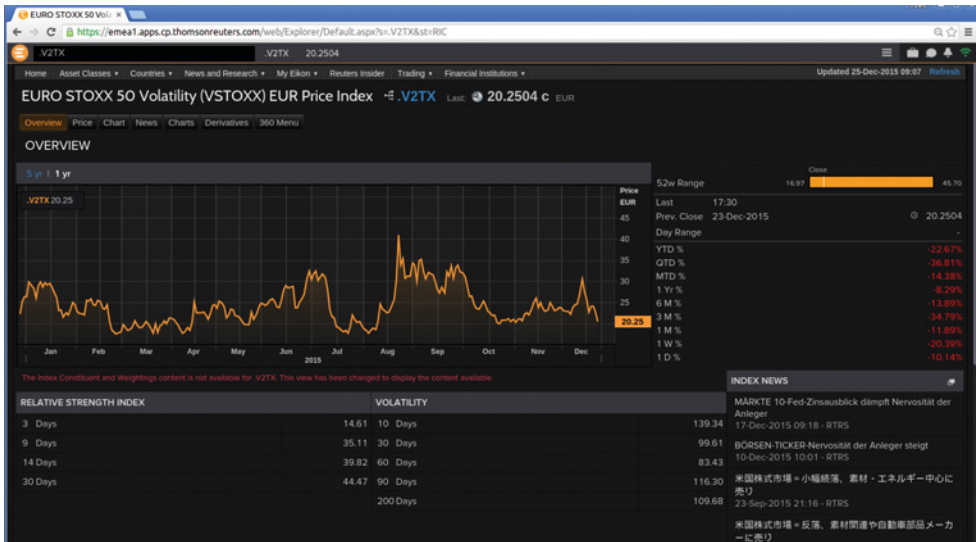 EURO STOXX 50 Vola ×
https://emea1.apps.cp.thomsonreuters.com/web/Explorer/Default.aspx?s=.V2TX&st=RIC
.V2TX .V2TX 20.2504
Home Asset Classes Countries News and Research My Eikon Reuters Insider Trading Financial Institutions Updated 25-Dec-2015 09:07 Refresh
EURO STOXX 50 Volatility (VSTOXX) EUR Price Index .V2TX Last: 20.2504 c EUR
Overview Price Chart News Charts Derivatives 360 Menu
OVERVIEW
5 yr | 1 yr
.V2TX 20.25
Price
EUR
45
40
35
30
25
20.25
Jan Feb Mar Apr May Jun Jul Aug Sep Oct Nov Dec
2015
Close
52w Range 16.97 45.70
Last 17:30
Prev. Close 23-Dec-2015 20.2504
Day Range -
YTD % -22.67%
QTD % -36.81%
MTD % -14.38%
1 Yr % -8.29%
6 M % -13.89%
3 M % -34.79%
1 M % -11.89%
1 W % -20.39%
1 D % -10.14%
The Index Constituent and Weightings content is not available for .V2TX. This view has been changed to display the content available.
RELATIVE STRENGTH INDEX
3 Days 14.61
9 Days 35.11
14 Days 39.82
30 Days 44.47
VOLATILITY
10 Days 139.34
30 Days 99.61
60 Days 83.43
90 Days 116.30
200 Days 109.68
INDEX NEWS
MÄRKTE 10-Fed-Zinsausblick dämpft Nervosität der
Anleger
17-Dec-2015 09:18 - RTRS
BÖRSEN-TICKER-Nervosität der Anleger steigt
10-Dec-2015 10:01 - RTRS
米国株式市場＝小幅続落、素材・エネルギー中心に
売り
23-Sep-2015 21:16 - RTRS
米国株式市場＝反落、素材関連や自動車部品メーカ
ーに売り